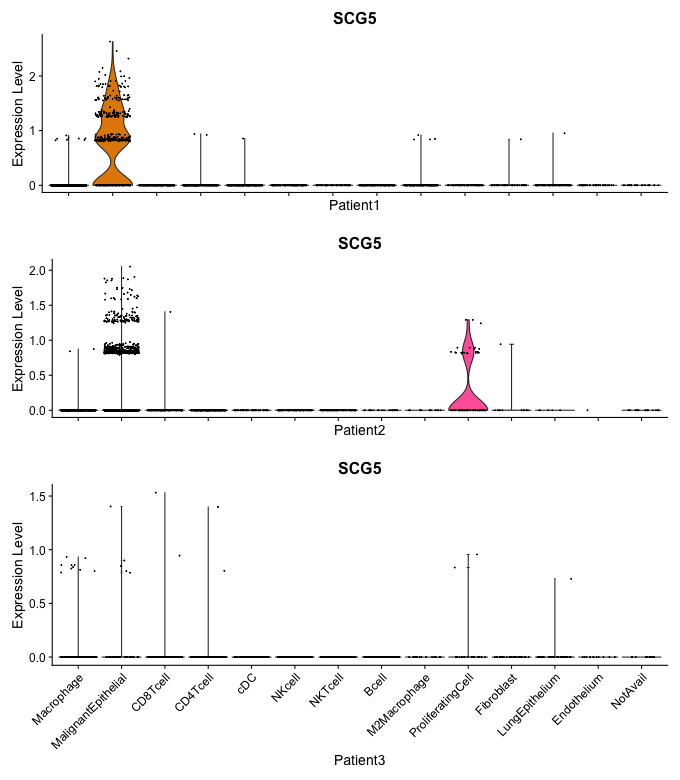 SCG5
Expression Level
2
1
0
Patient1
SCG5
Expression Level
2.0
1.5
1.0
0.5
0.0
Patient2
SCG5
Expression Level
1.5
1.0
0.5
0.0
Macrophage
MalignantEpithelial
CD8Tcell
CD4Tcell
cDC
NKcell
NKTcell
Bcell
M2Macrophage
ProliferatingCell
Fibroblast
LungEpithelium
Endothelium
NotAvail
Patient3